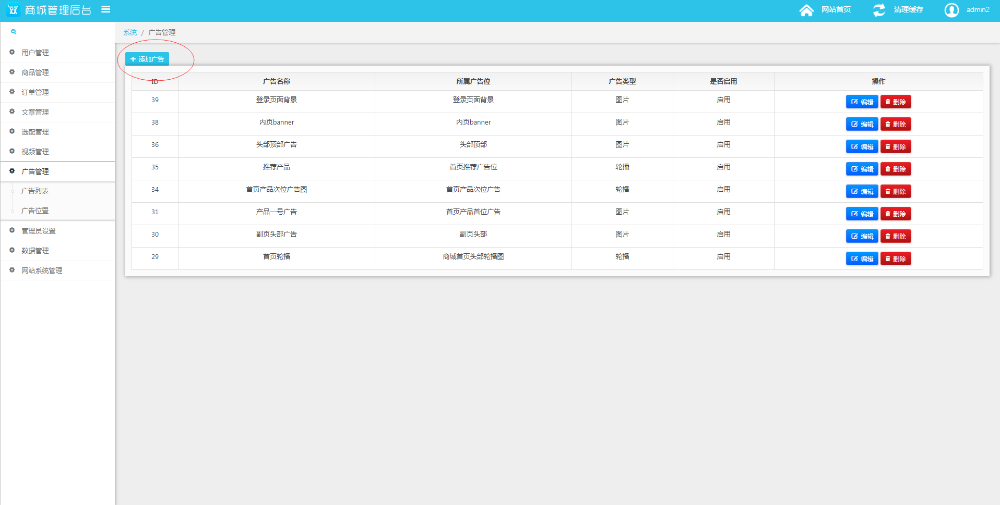 商城管理后台
网站首页 清理缓存 admin2
系统 / 广告管理
用户管理
商品管理
订单管理
文章管理
选配管理
视频管理
广告管理
广告列表
广告位置
管理员设置
数据管理
网站系统管理
添加广告
ID 广告名称 所属广告位 广告类型 是否启用 操作
39 登录页面背景 登录页面背景 图片 启用 编辑 删除
38 内页banner 内页banner 图片 启用 编辑 删除
36 头部顶部广告 头部顶部 图片 启用 编辑 删除
35 推荐产品 首页推荐广告位 轮播 启用 编辑 删除
34 首页产品次位广告图 首页产品次位广告 轮播 启用 编辑 删除
31 产品一号广告 首页产品首位广告 图片 启用 编辑 删除
30 副页头部广告 副页头部 图片 启用 编辑 删除
29 首页轮播 商城首页头部轮播图 轮播 启用 编辑 删除